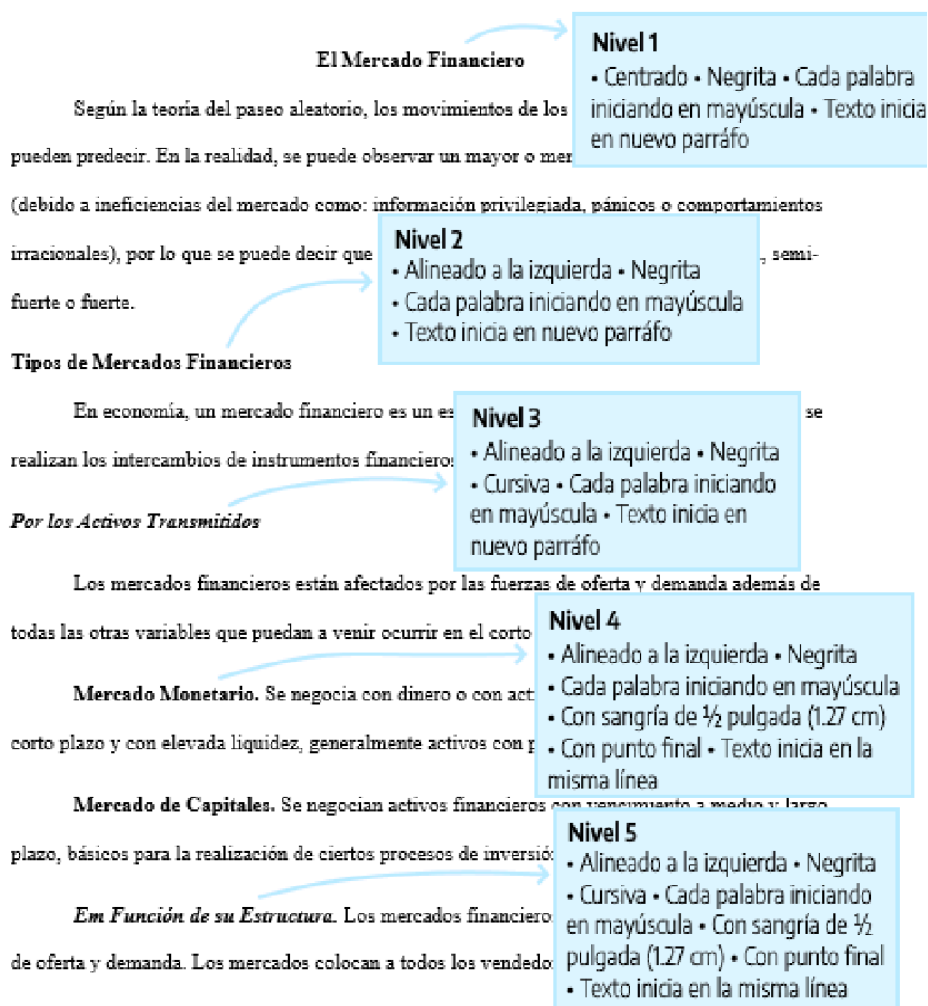 El Mercado Financiero
Nivel 1
• Centrado • Negrita • Cada palabra
iniciando en mayúscula • Texto inicia
en nuevo parráfo
Según la teoría del paseo aleatorio, los movimientos de los
pueden predecir. En la realidad, se puede observar un mayor o
(debido a ineficiencias del mercado como: información privilegiada, pánicos o comportamientos
irracionales), por lo que se puede decir que , semi-
fuerte o fuerte.
Nivel 2
• Alineado a la izquierda • Negrita
• Cada palabra iniciando en mayúscula
• Texto inicia en nuevo parráfo
Tipos de Mercados Financieros
En economía, un mercado financiero es un se
realizan los intercambios de instrumentos
Nivel 3
• Alineado a la izquierda • Negrita
• Cursiva • Cada palabra iniciando
en mayúscula • Texto inicia en
nuevo parráfo
Por los Activos Transmitidos
Los mercados financieros están afectados por las fuerzas de oferta y demanda además de
todas las otras variables que puedan a venir ocurrir en el corto
Nivel 4
• Alineado a la izquierda • Negrita
• Cada palabra iniciando en mayúscula
• Con sangría de ½ pulgada (1.27 cm)
• Con punto final • Texto inicia en la
misma línea
Mercado Monetario. Se negocia con dinero o con
corto plazo y con elevada liquidez, generalmente activos con
Mercado de Capitales. Se negocian activos financieros con vencimiento a medio y largo
plazo, básicos para la realización de ciertos procesos de
Nivel 5
• Alineado a la izquierda • Negrita
• Cursiva • Cada palabra iniciando
en mayúscula • Con sangría de ½
pulgada (1.27 cm) • Con punto final
• Texto inicia en la misma línea
Em Función de su Estructura. Los mercados
de oferta y demanda. Los mercados colocan a todos los